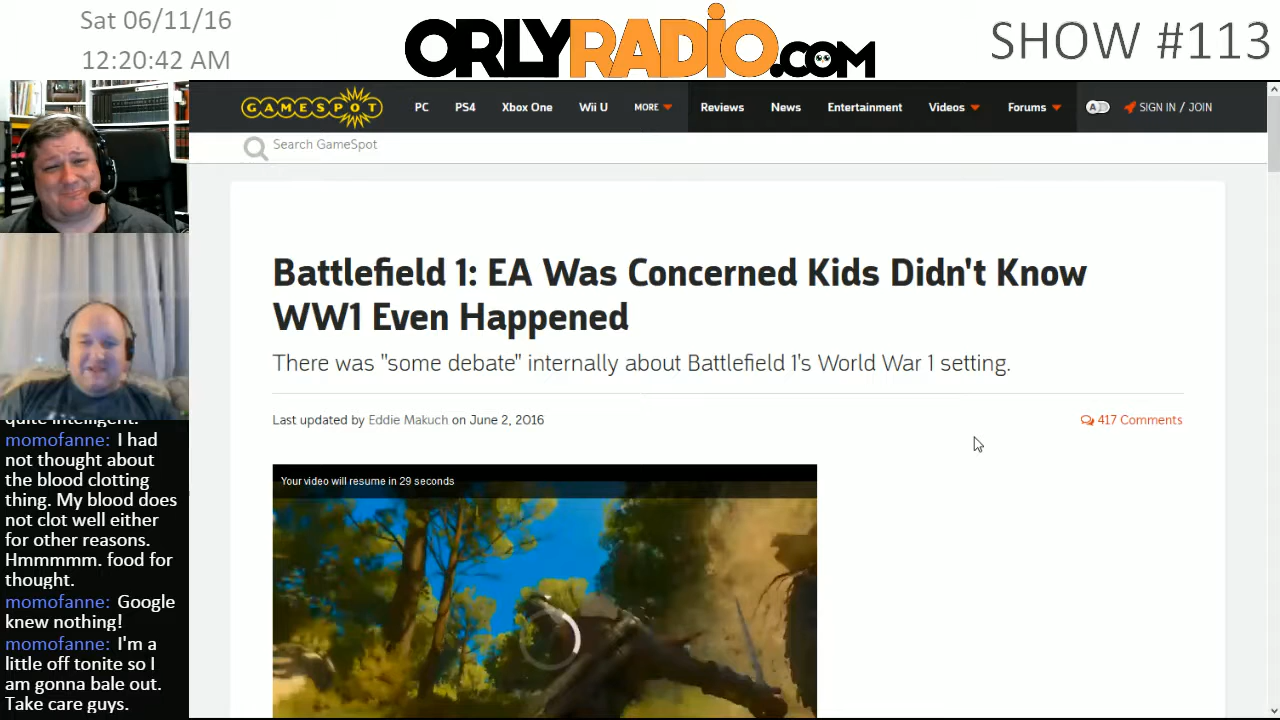 Sat 06/11/16
12:20:42 AM
ORLYRADIO.COM
SHOW #113
GAMESPOT
PC PS4 Xbox One Wii U MORE Reviews News Entertainment Videos Forums A SIGN IN / JOIN
Search GameSpot
Battlefield 1: EA Was Concerned Kids Didn't Know
WW1 Even Happened
There was "some debate" internally about Battlefield 1's World War 1 setting.
Last updated by Eddie Makuch on June 2, 2016
417 Comments
Your video will resume in 29 seconds
quite intelligent.
momofanne: I had
not thought about
the blood clotting
thing. My blood does
not clot well either
for other reasons.
Hmmmmm. food for
thought.
momofanne: Google
knew nothing!
momofanne: I'm a
little off tonite so I
am gonna bale out.
Take care guys.